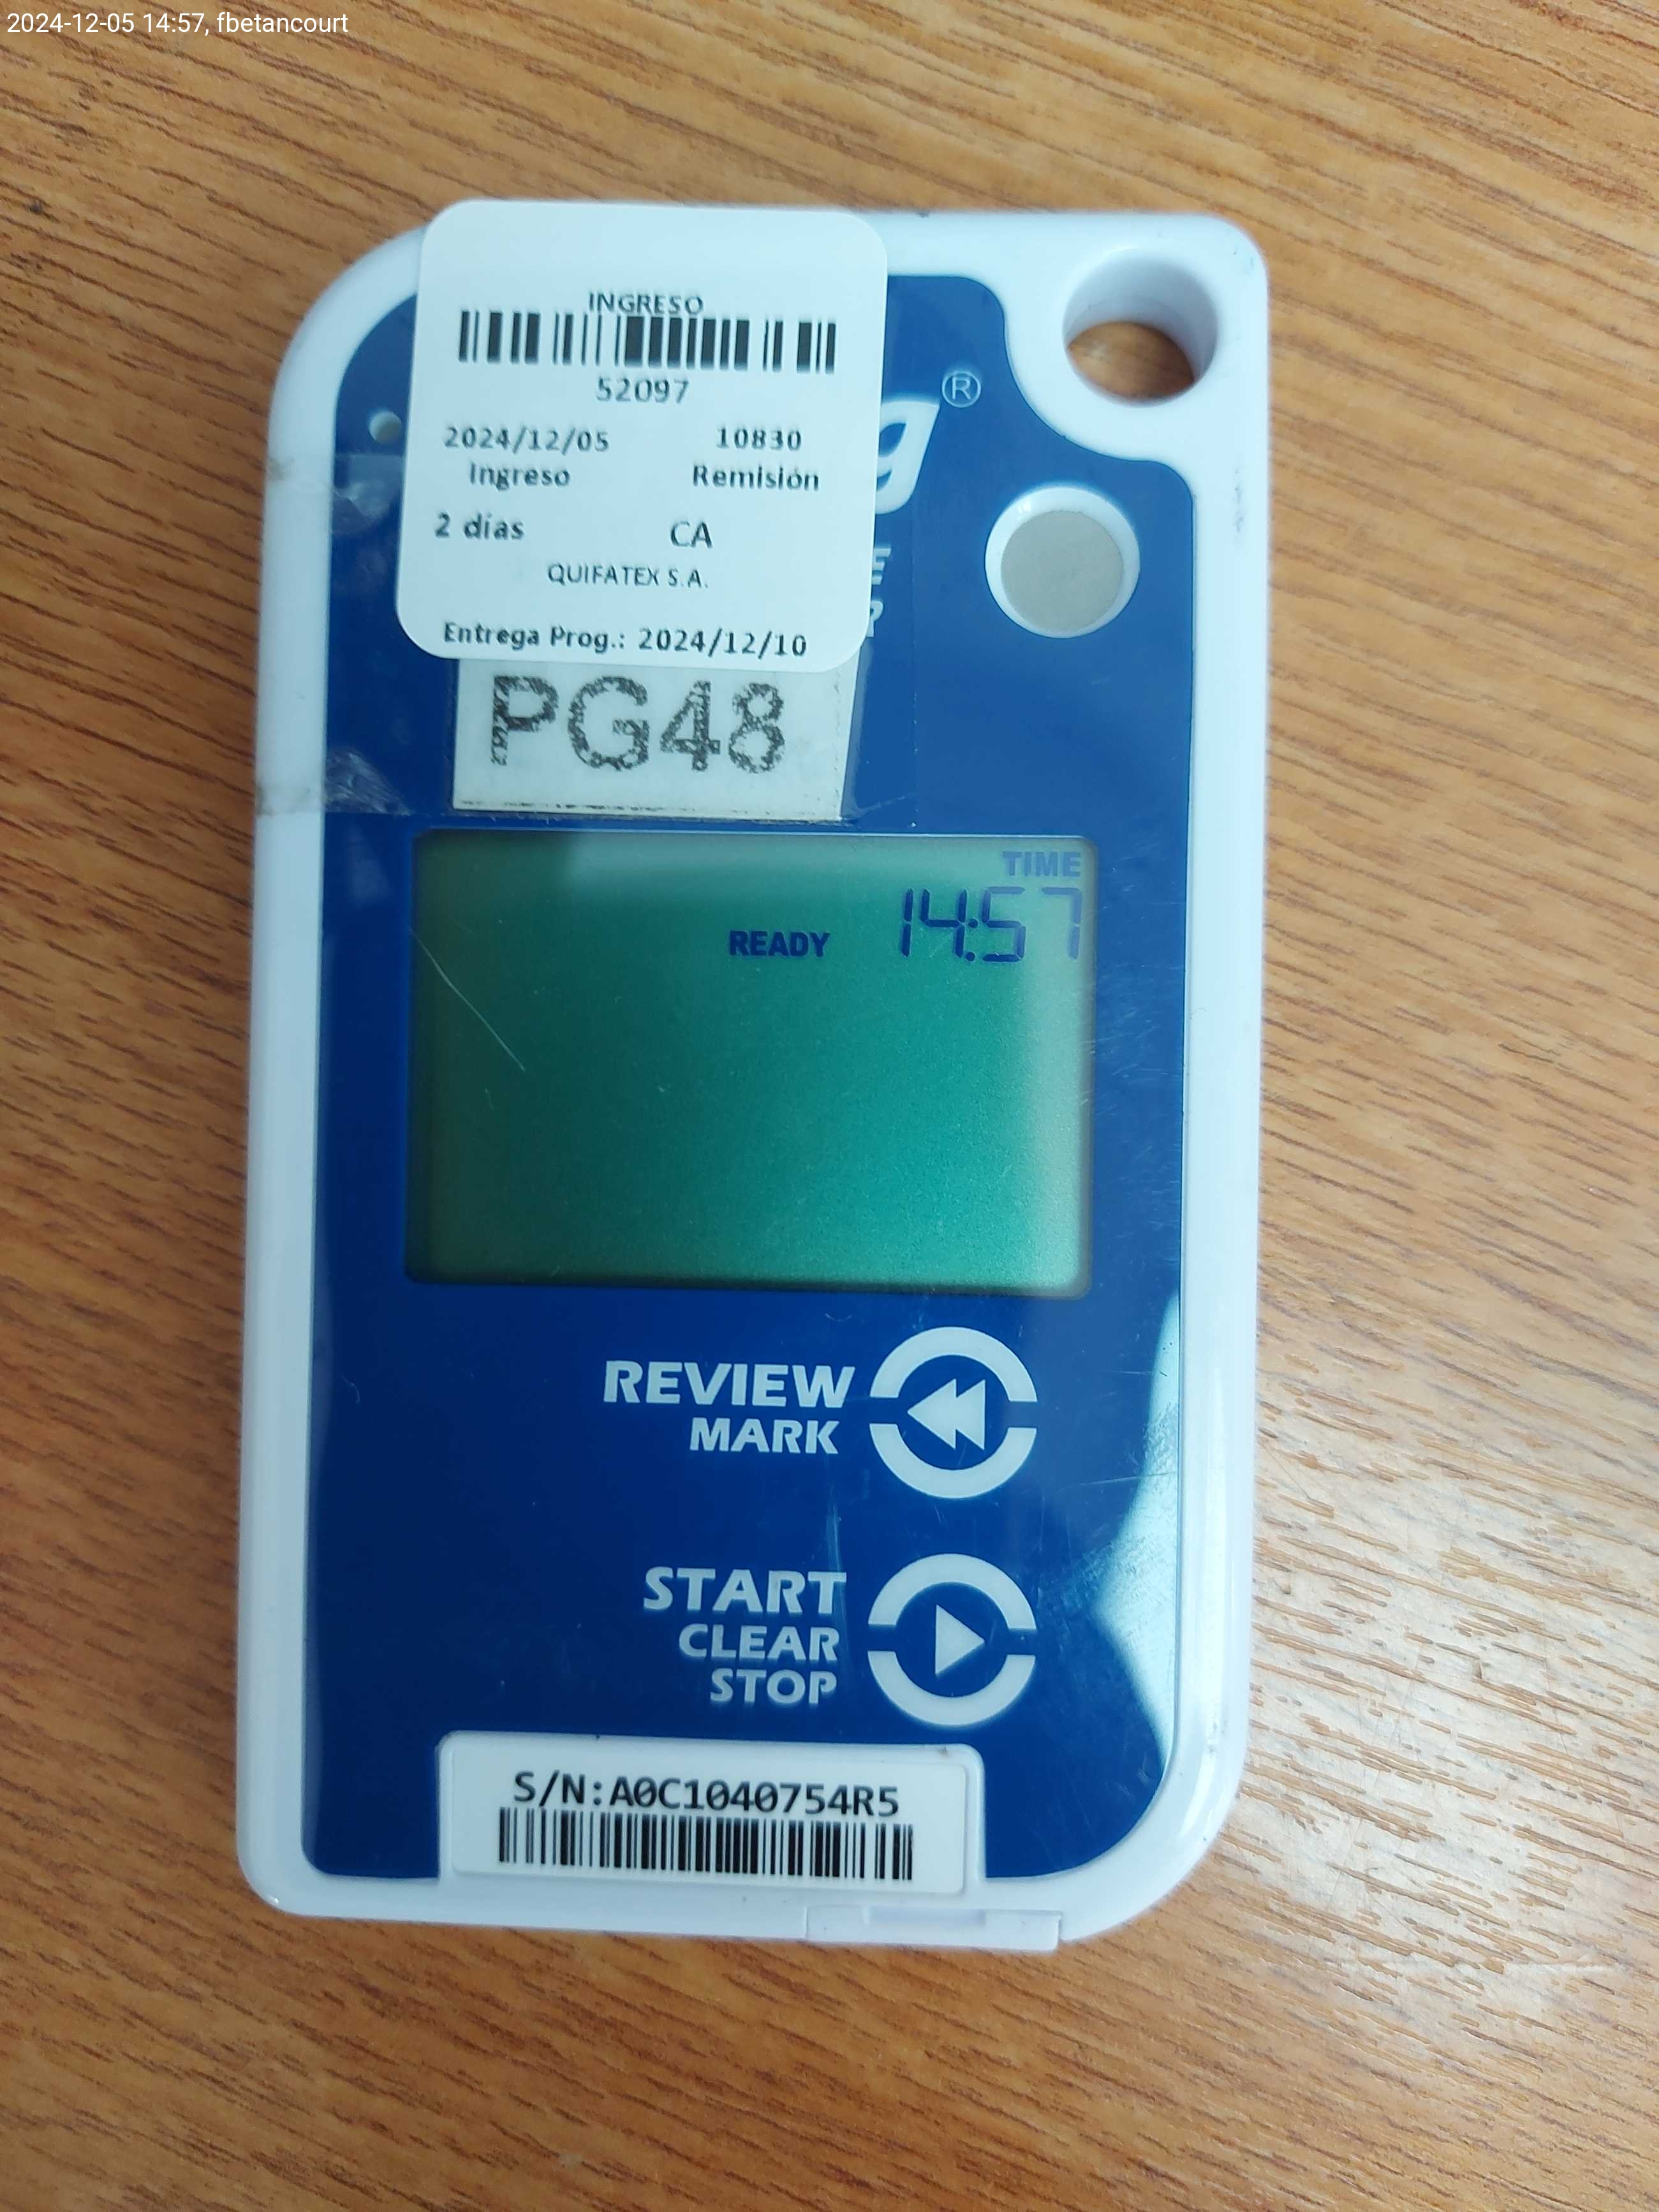 2024-12-05 14:57, fbetancourt
INGRESO
52097
2024/12/05 10830
Ingreso Remisión
2 días CA
QUIFATEX S.A.
Entrega Prog.: 2024/12/10
g®
E
R
PG48
TIME
READY 14:57
REVIEW
MARK
START
CLEAR
STOP
S/N:A0C1040754R5